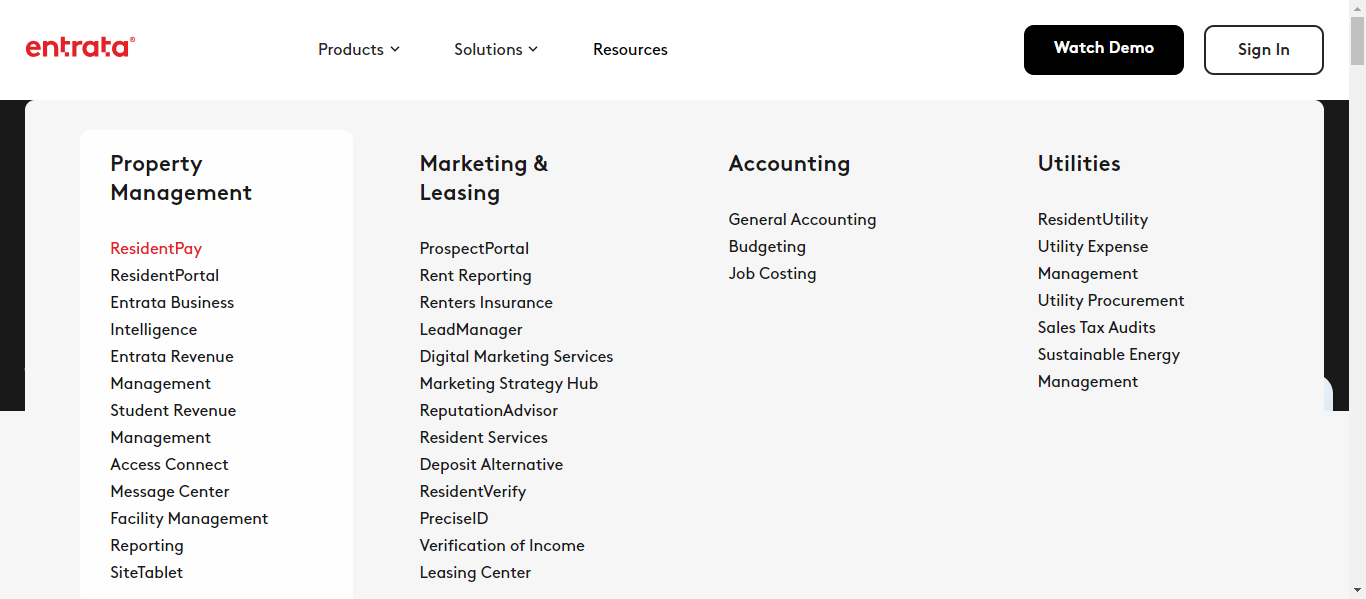 entrata®
Products
Solutions
Resources
Watch Demo
Sign In
Property
Management
ResidentPay
ResidentPortal
Entrata Business
Intelligence
Entrata Revenue
Management
Student Revenue
Management
Access Connect
Message Center
Facility Management
Reporting
SiteTablet
Marketing &
Leasing
ProspectPortal
Rent Reporting
Renters Insurance
LeadManager
Digital Marketing Services
Marketing Strategy Hub
ReputationAdvisor
Resident Services
Deposit Alternative
ResidentVerify
PreciseID
Verification of Income
Leasing Center
Accounting
General Accounting
Budgeting
Job Costing
Utilities
ResidentUtility
Utility Expense
Management
Utility Procurement
Sales Tax Audits
Sustainable Energy
Management